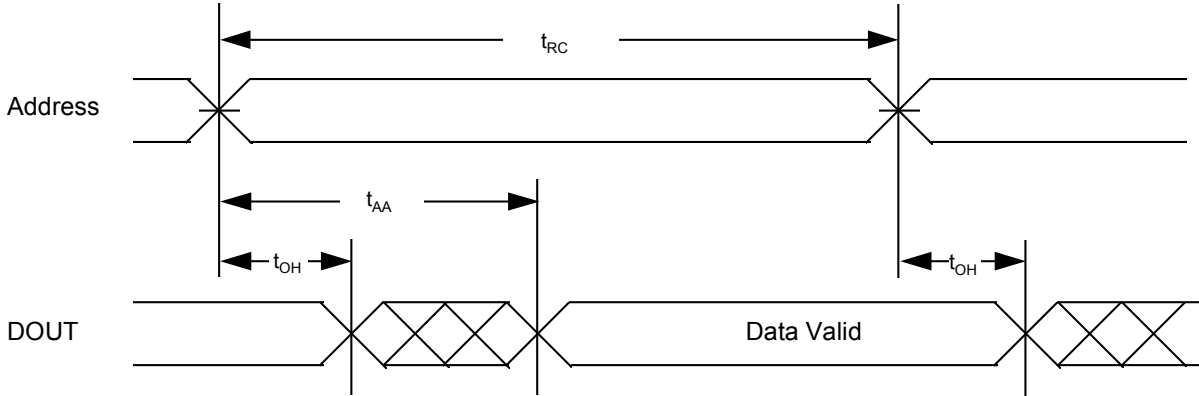 tRC
Address
tAA
tOH
tOH
DOUT
Data Valid